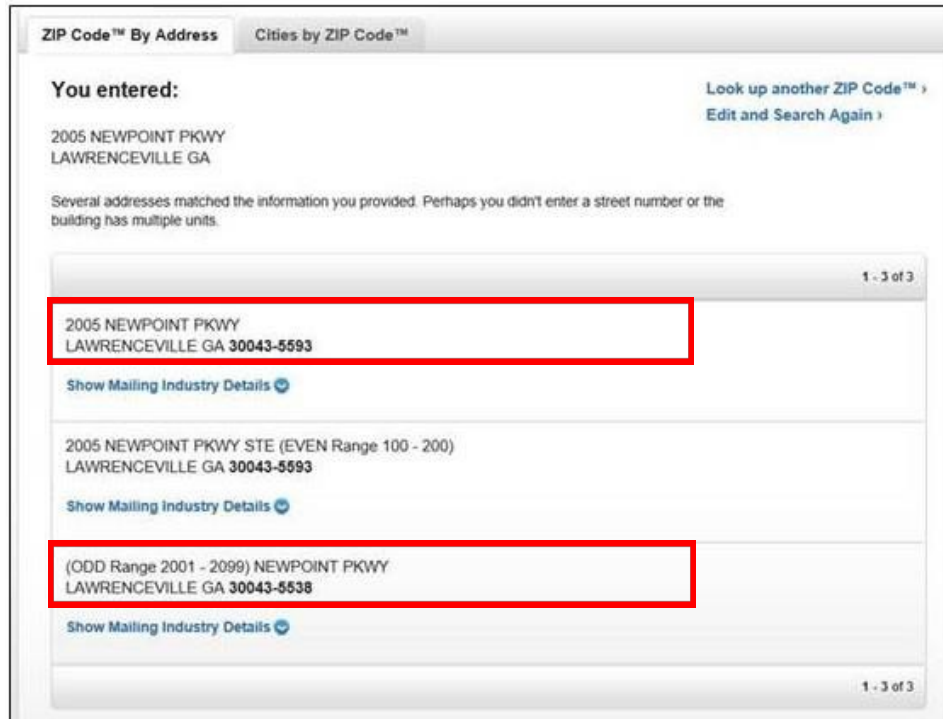 ZIP Code™ By Address
Cities by ZIP Code™
You entered:
Look up another ZIP Code™ ›
Edit and Search Again ›
2005 NEWPOINT PKWY
LAWRENCEVILLE GA
Several addresses matched the information you provided. Perhaps you didn't enter a street number or the
building has multiple units.
1 - 3 of 3
2005 NEWPOINT PKWY
LAWRENCEVILLE GA 30043-5593
Show Mailing Industry Details
2005 NEWPOINT PKWY STE (EVEN Range 100 - 200)
LAWRENCEVILLE GA 30043-5593
Show Mailing Industry Details
(ODD Range 2001 - 2099) NEWPOINT PKWY
LAWRENCEVILLE GA 30043-5538
Show Mailing Industry Details
1 - 3 of 3